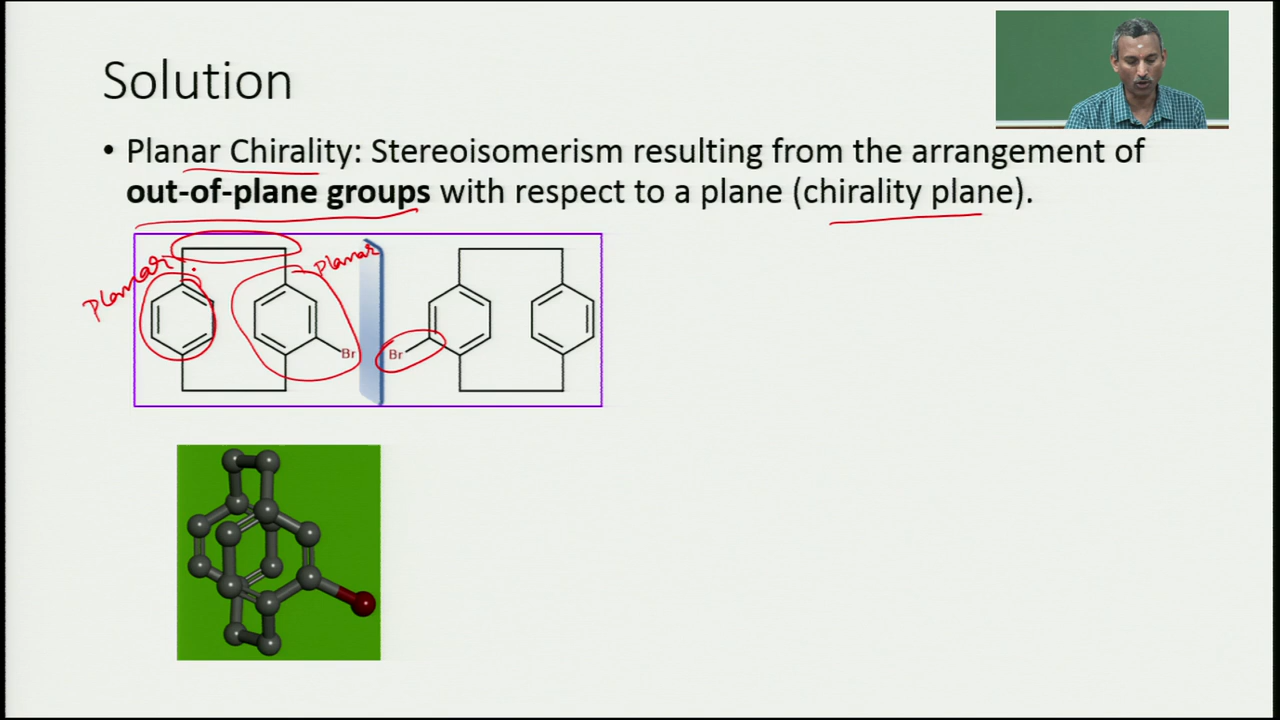 Solution
• Planar Chirality: Stereoisomerism resulting from the arrangement of
out-of-plane groups with respect to a plane (chirality plane).
Planar
Planar
Br
Br